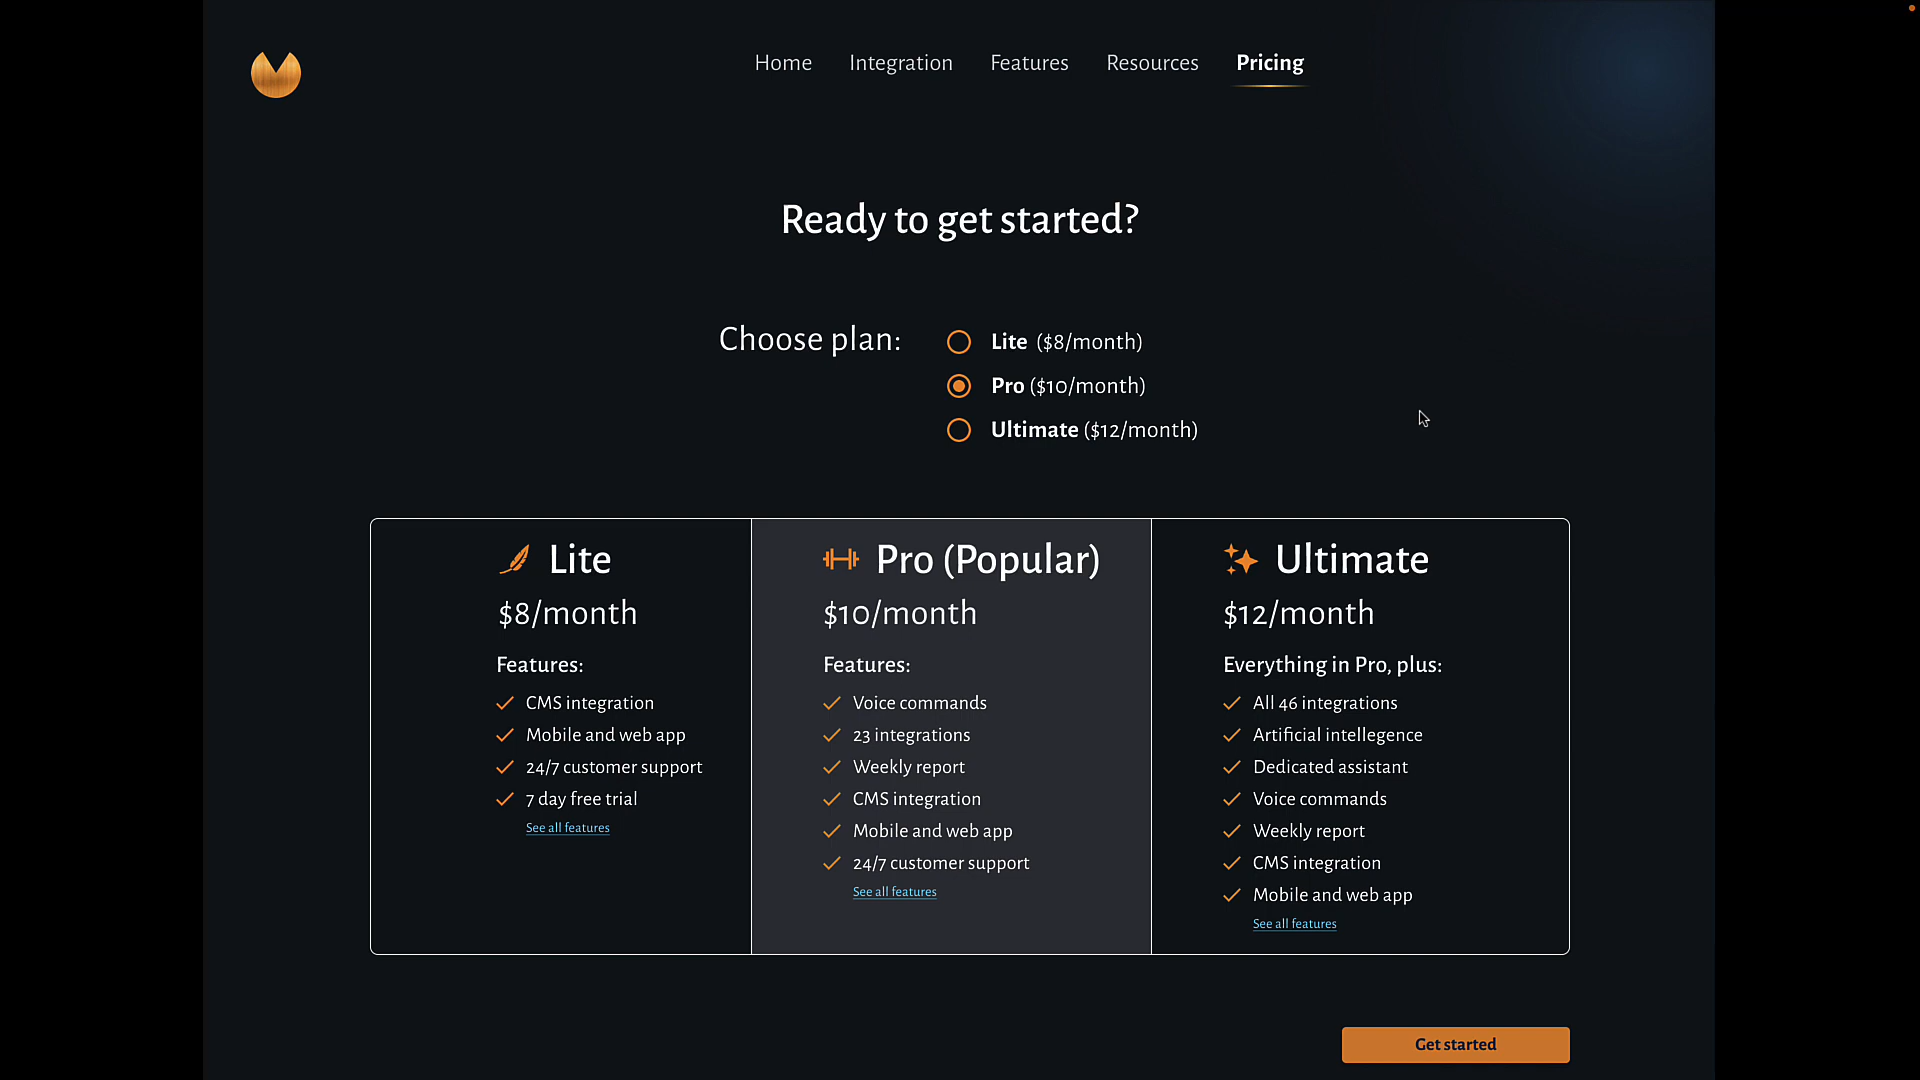 Home Integration Features Resources Pricing
Ready to get started?
Choose plan:
Lite ($8/month)
Pro ($10/month)
Ultimate ($12/month)
Lite
$8/month
Features:
CMS integration
Mobile and web app
24/7 customer support
7 day free trial
See all features
Pro (Popular)
$10/month
Features:
Voice commands
23 integrations
Weekly report
CMS integration
Mobile and web app
24/7 customer support
See all features
Ultimate
$12/month
Everything in Pro, plus:
All 46 integrations
Artificial intellegence
Dedicated assistant
Voice commands
Weekly report
CMS integration
Mobile and web app
See all features
Get started